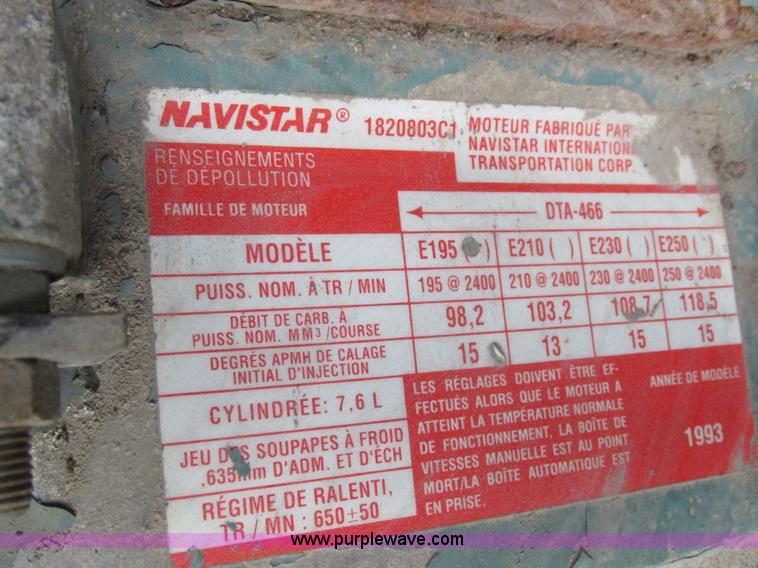 NAVISTAR® 1820803C1
MOTEUR FABRIQUÉ PAR
NAVISTAR INTERNATION
TRANSPORTATION CORP
RENSEIGNEMENTS
DE DÉPOLLUTION
FAMILLE DE MOTEUR DTA-466
MODÈLE E195 ( ) E210 ( ) E230 ( ) E250 ( )
PUISS. NOM. À TR / MIN 195 @ 2400 210 @ 2400 230 @ 2400 250 @ 2400
DÉBIT DE CARB. À
PUISS. NOM. MM³ /COURSE 98,2 103,2 108,7 118,5
DEGRÉS APMH DE CALAGE
INITIAL D'INJECTION 15 13 15 15
CYLINDRÉE: 7,6 L
JEU DES SOUPAPES À FROID
,635mm D'ADM. ET D'ÉCH
RÉGIME DE RALENTI,
TR / MN : 650±50
LES RÉGLAGES DOIVENT ÊTRE EF-
FECTUÉS ALORS QUE LE MOTEUR A
ATTEINT LA TEMPÉRATURE NORMALE
DE FONCTIONNEMENT, LA BOÎTE DE
VITESSES MANUELLE EST AU POINT
MORT/LA BOÎTE AUTOMATIQUE EST
EN PRISE.
ANNÉE DE MODÈLE
1993
www.purplewave.com